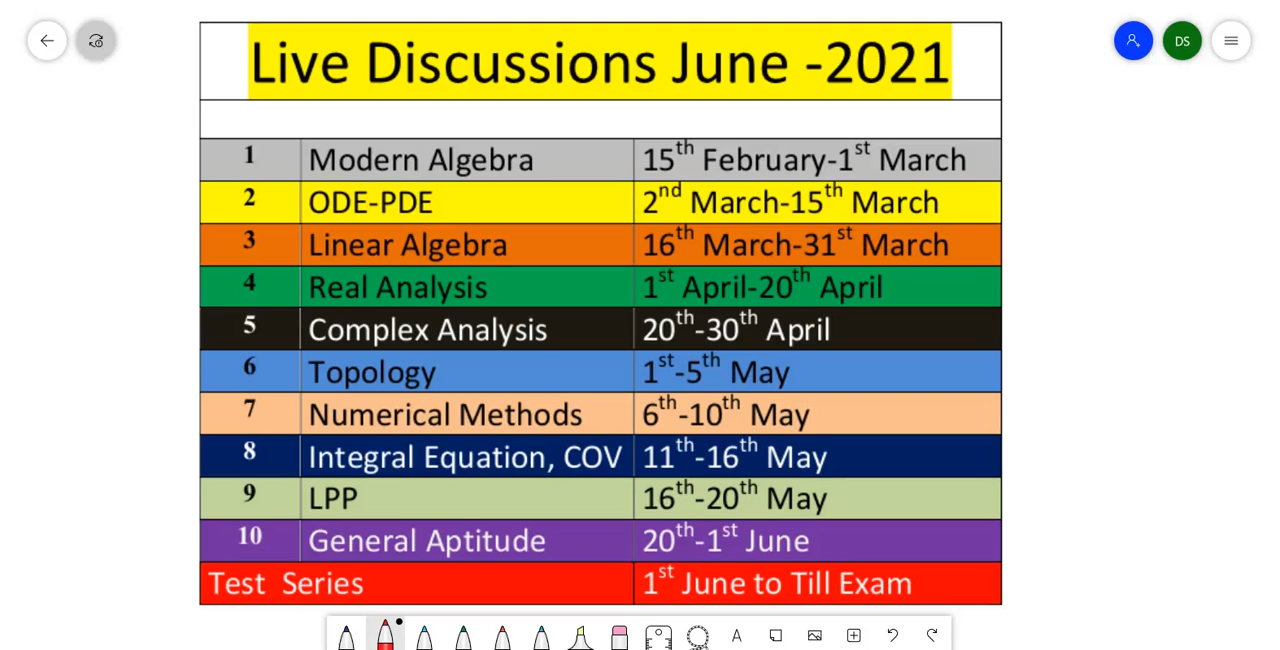 DS
Live Discussions June -2021
1 Modern Algebra 15th February-1st March
2 ODE-PDE 2nd March-15th March
3 Linear Algebra 16th March-31st March
4 Real Analysis 1st April-20th April
5 Complex Analysis 20th-30th April
6 Topology 1st-5th May
7 Numerical Methods 6th-10th May
8 Integral Equation, COV 11th-16th May
9 LPP 16th-20th May
10 General Aptitude 20th-1st June
Test Series 1st June to Till Exam
A